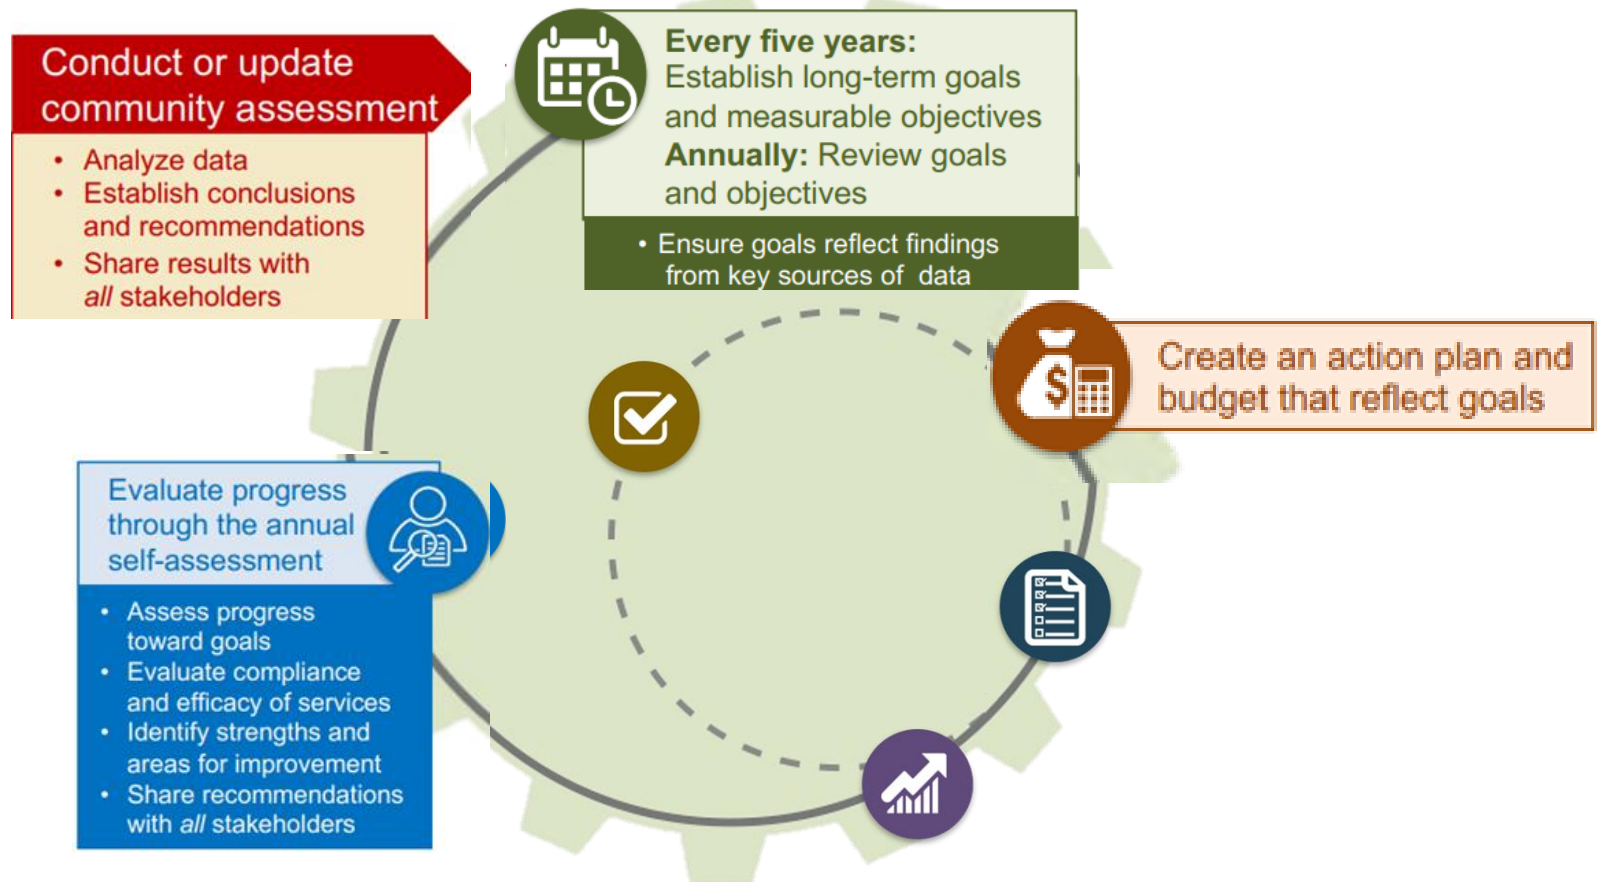 Conduct or update
community assessment
• Analyze data
• Establish conclusions
and recommendations
• Share results with
all stakeholders
Every five years:
Establish long-term goals
and measurable objectives
Annually: Review goals
and objectives
• Ensure goals reflect findings
from key sources of data
$
Create an action plan and
budget that reflect goals
Evaluate progress
through the annual
self-assessment
• Assess progress
toward goals
• Evaluate compliance
and efficacy of services
• Identify strengths and
areas for improvement
• Share recommendations
with all stakeholders